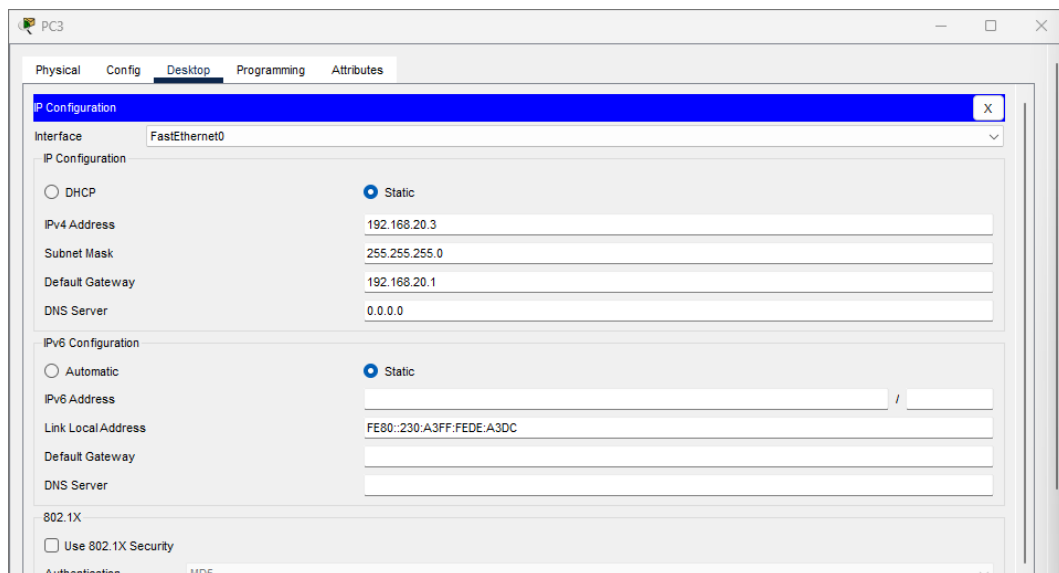 PC3
Physical Config Desktop Programming Attributes
IP Configuration X
Interface FastEthernet0
IP Configuration
DHCP Static
IPv4 Address 192.168.20.3
Subnet Mask 255.255.255.0
Default Gateway 192.168.20.1
DNS Server 0.0.0.0
IPv6 Configuration
Automatic Static
IPv6 Address /
Link Local Address FE80::230:A3FF:FEDE:A3DC
Default Gateway
DNS Server
802.1X
Use 802.1X Security
Authentication MD5